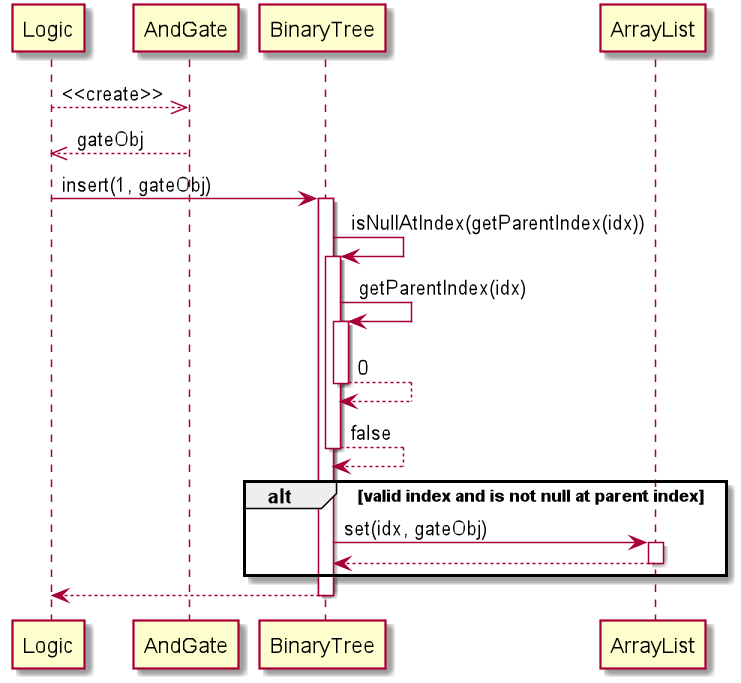 Logic AndGate BinaryTree ArrayList
<<create>>
gateObj
insert(1, gateObj)
isNullAtIndex(getParentIndex(idx))
getParentIndex(idx)
0
false
alt [valid index and is not null at parent index]
set(idx, gateObj)
Logic AndGate BinaryTree ArrayList